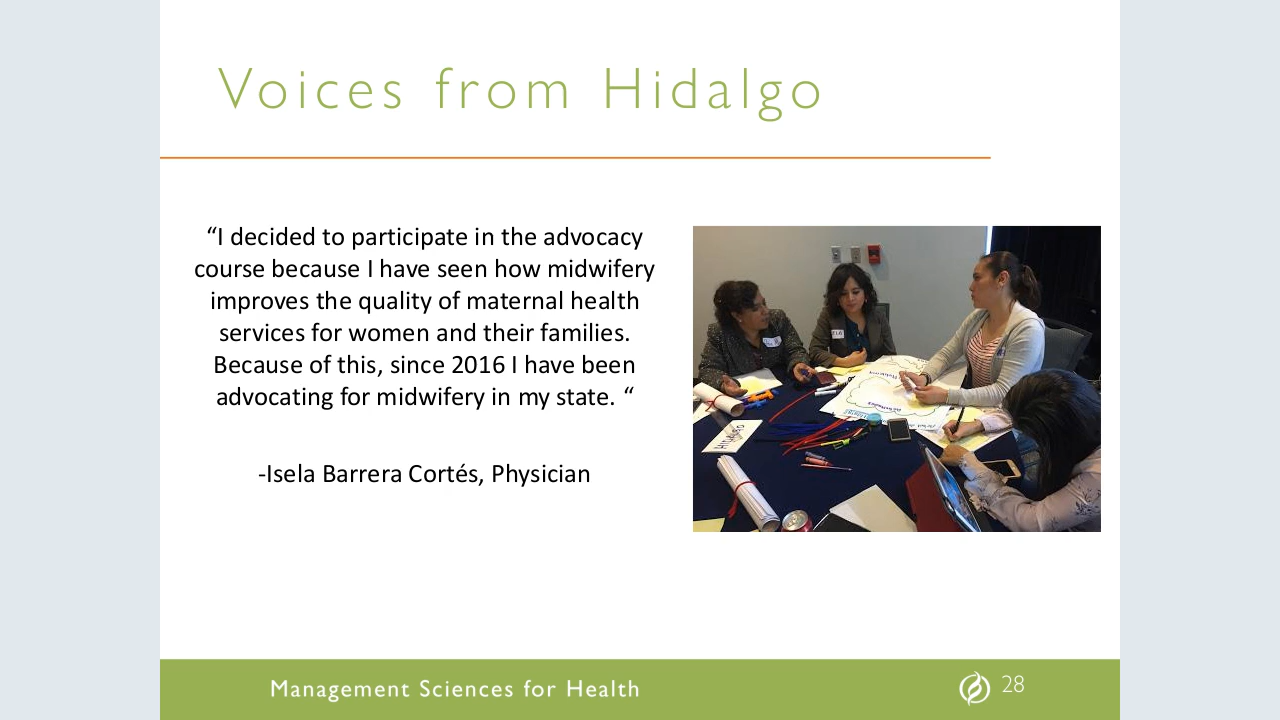 Voices from Hidalgo
“I decided to participate in the advocacy
course because I have seen how midwifery
improves the quality of maternal health
services for women and their families.
Because of this, since 2016 I have been
advocating for midwifery in my state. “
-Isela Barrera Cortés, Physician
Management Sciences for Health
28